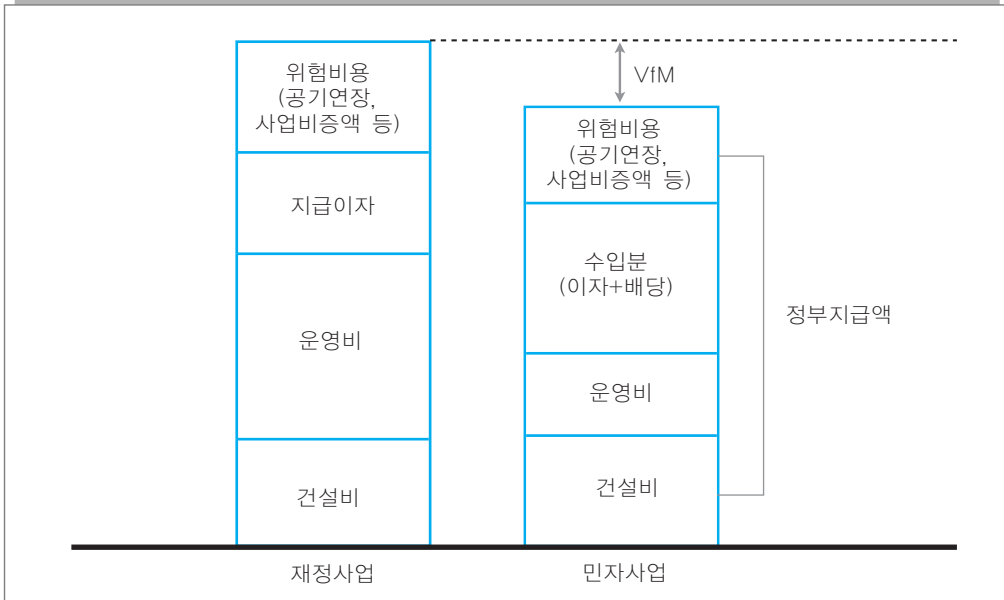 위험비용
(공기연장,
사업비증액 등)
지급이자
운영비
건설비
재정사업
VfM
위험비용
(공기연장,
사업비증액 등)
수입분
(이자+배당)
운영비
건설비
민자사업
정부지급액